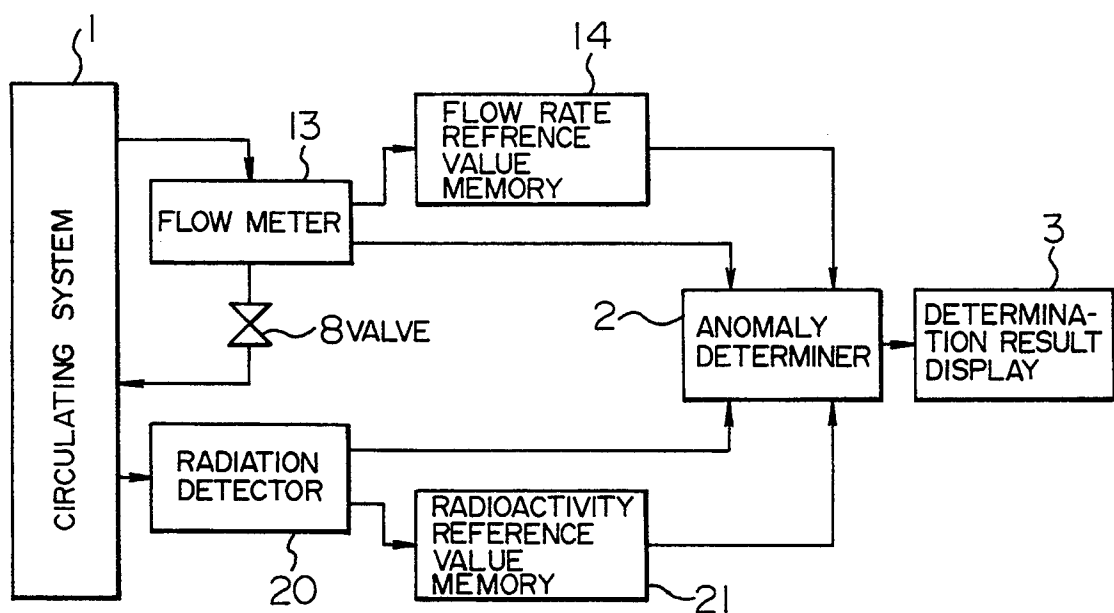 1
CIRCULATING SYSTEM
13
FLOW METER
8 VALVE
14
FLOW RATE
REFRENCE
VALUE
MEMORY
2
ANOMALY
DETERMINER
3
DETERMINA-
TION RESULT
DISPLAY
RADIATION
DETECTOR
20
RADIOACTIVITY
REFERENCE
VALUE
MEMORY
21